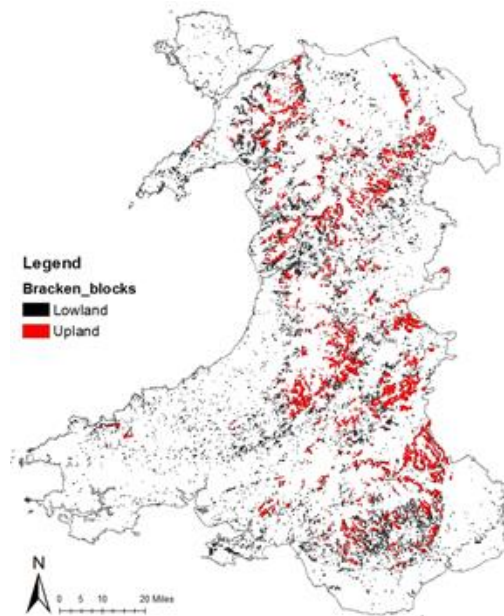 Legend
Bracken_blocks
Lowland
Upland
N
0 5 10 20 Miles